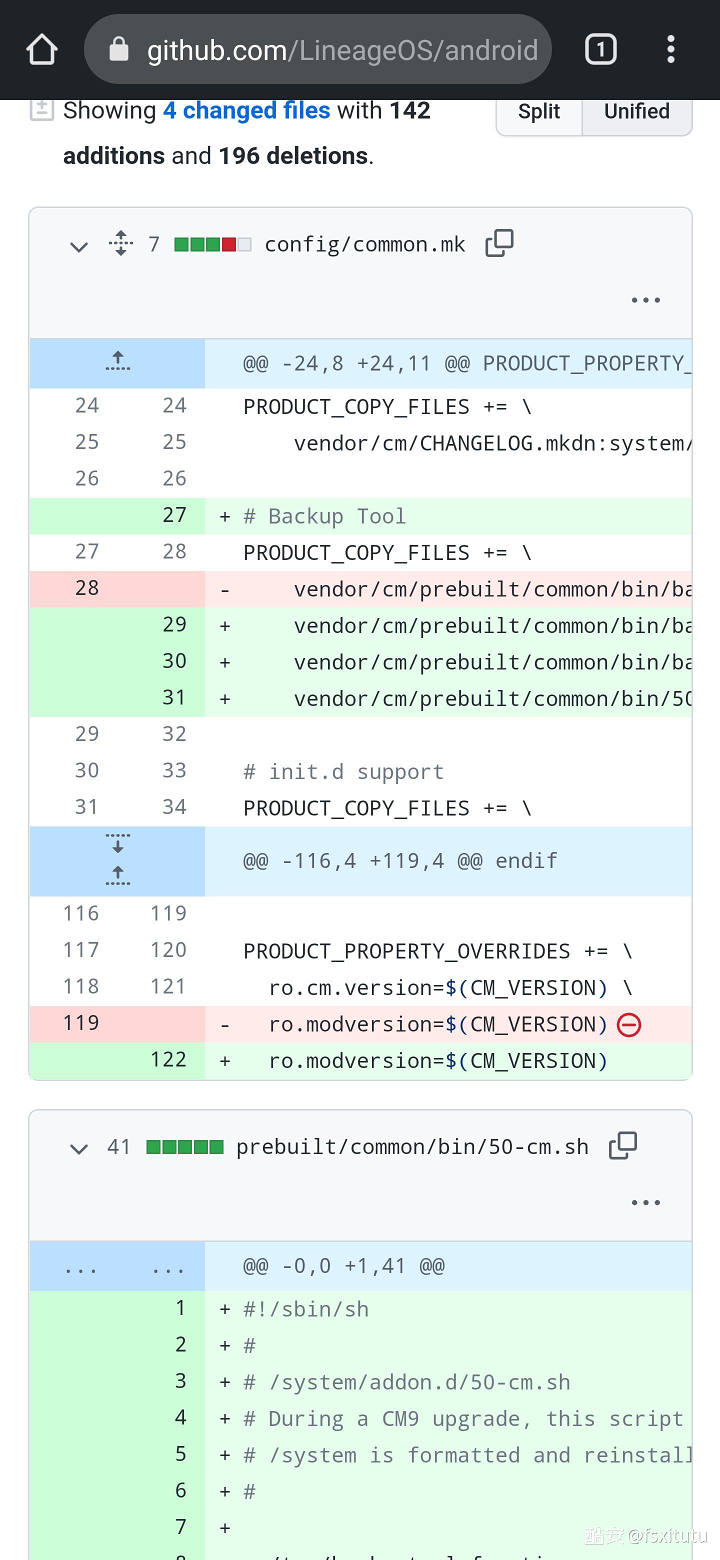 github.com/LineageOS/android
1
Showing 4 changed files with 142
additions and 196 deletions.
Split Unified
7 config/common.mk
@@ -24,8 +24,11 @@ PRODUCT_PROPERTY_
24 24 PRODUCT_COPY_FILES += \
25 25 vendor/cm/CHANGELOG.mkdn:system/
26 26
27 + # Backup Tool
27 28 PRODUCT_COPY_FILES += \
28 - vendor/cm/prebuilt/common/bin/ba
29 + vendor/cm/prebuilt/common/bin/ba
30 + vendor/cm/prebuilt/common/bin/ba
31 + vendor/cm/prebuilt/common/bin/50
29 32
30 33 # init.d support
31 34 PRODUCT_COPY_FILES += \
@@ -116,4 +119,4 @@ endif
116 119
117 120 PRODUCT_PROPERTY_OVERRIDES += \
118 121 ro.cm.version=$(CM_VERSION) \
119 - ro.modversion=$(CM_VERSION)
122 + ro.modversion=$(CM_VERSION)
41 prebuilt/common/bin/50-cm.sh
... ... @@ -0,0 +1,41 @@
1 + #!/sbin/sh
2 + #
3 + # /system/addon.d/50-cm.sh
4 + # During a CM9 upgrade, this script
5 + # /system is formatted and reinstall
6 + #
7 +
酷安 @fsxitutu